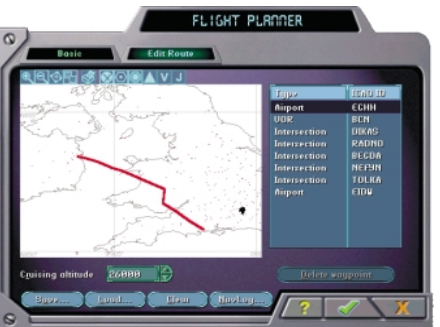 FLIGHT PLANNER
Basic Edit Route
V J
Type ICAO ID
Airport ECHH
VOR BCN
Intersection DIKAS
Intersection RADNO
Intersection BEGDA
Intersection NEFYN
Intersection TOLKA
Airport EIDW
Cruising altitude 26000
Delete waypoint
Save... Load... Clear NavLog...
? X